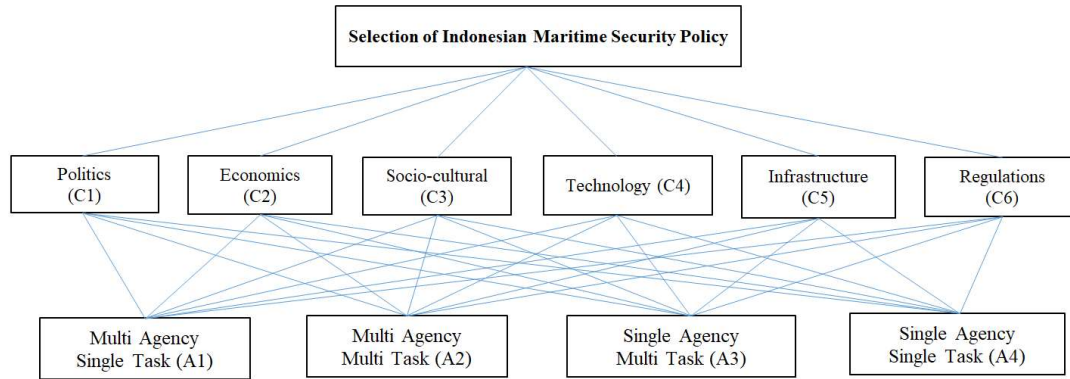 Selection of Indonesian Maritime Security Policy
Politics
(C1)
Economics
(C2)
Socio-cultural
(C3)
Technology (C4)
Infrastructure
(C5)
Regulations
(C6)
Multi Agency
Single Task (A1)
Multi Agency
Multi Task (A2)
Single Agency
Multi Task (A3)
Single Agency
Single Task (A4)